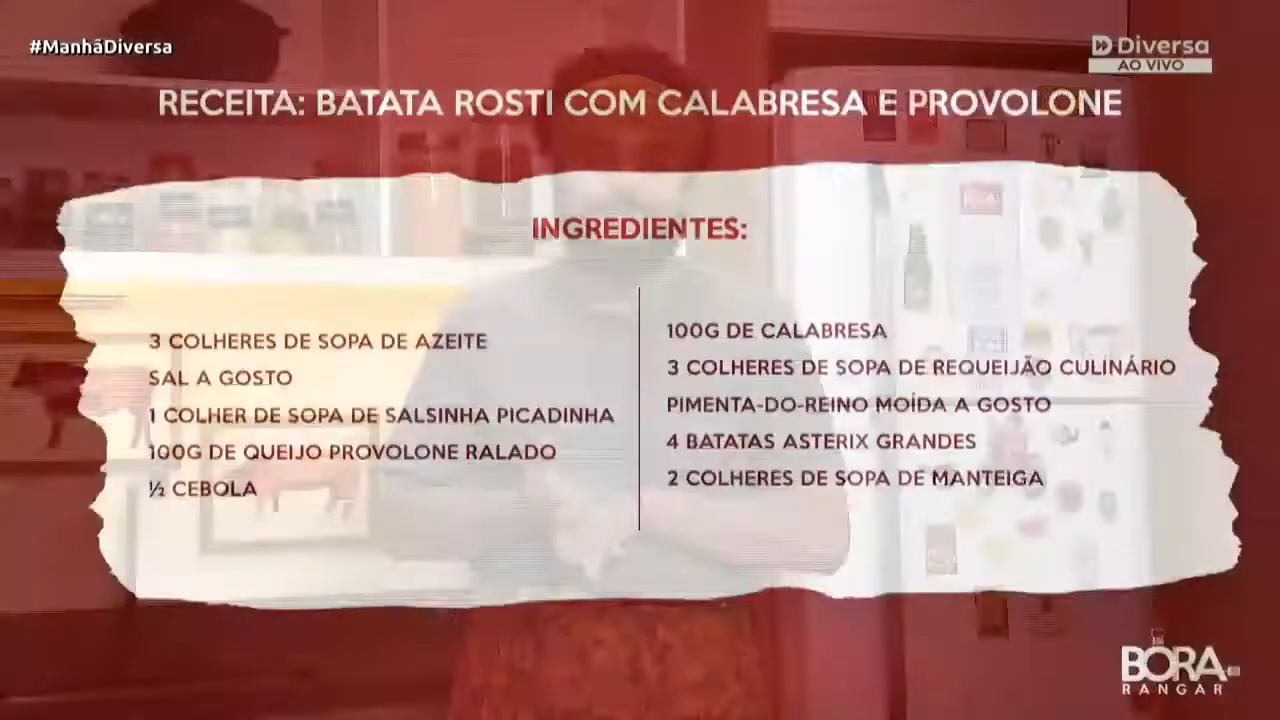 #ManhãDiversa
Diversa
AO VIVO
RECEITA: BATATA ROSTI COM CALABRESA E PROVOLONE
INGREDIENTES:
3 COLHERES DE SOPA DE AZEITE
SAL A GOSTO
1 COLHER DE SOPA DE SALSINHA PICADINHA
100G DE QUEIJO PROVOLONE RALADO
½ CEBOLA
100G DE CALABRESA
3 COLHERES DE SOPA DE REQUEIJÃO CULINÁRIO
PIMENTA-DO-REINO MOÍDA A GOSTO
4 BATATAS ASTERIX GRANDES
2 COLHERES DE SOPA DE MANTEIGA
BORA
RANGAR